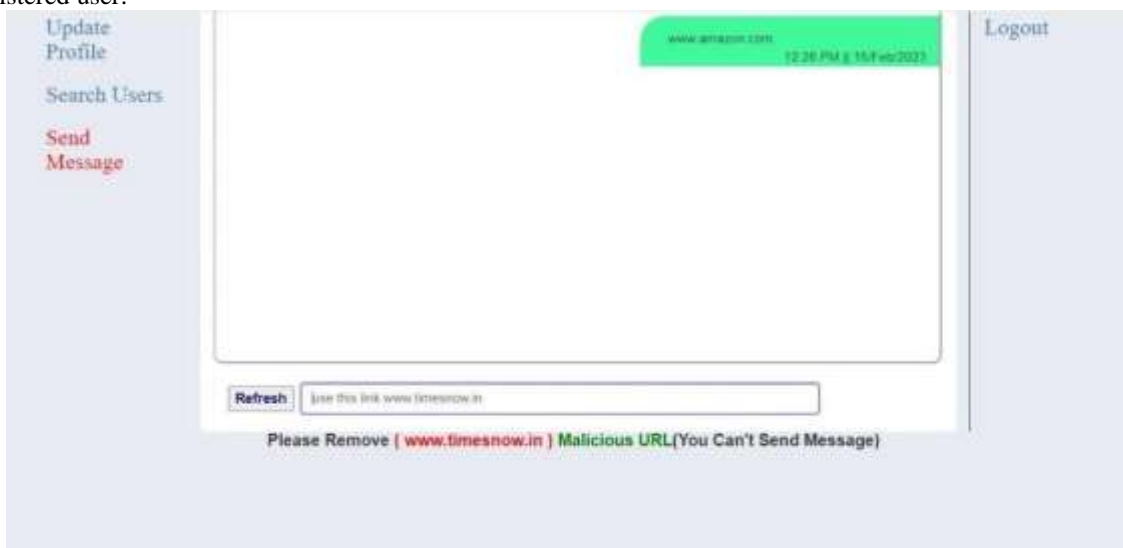 istered user.
Update
Profile
Search Users
Send
Message
www.amazon.com
12:26 PM || 16/Feb/2023
Logout
Refresh
use this link www.timesnow.in
Please Remove ( www.timesnow.in ) Malicious URL(You Can't Send Message)